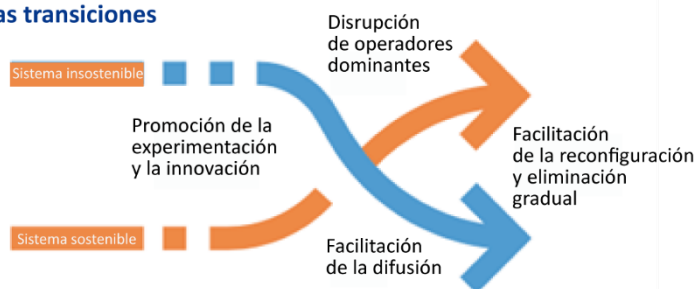 as transiciones
Disrupción
de operadores
dominantes
Sistema insostenible
Promoción de la
experimentación
y la innovación
Facilitación
de la reconfiguración
y eliminación
gradual
Sistema sostenible
Facilitación
de la difusión